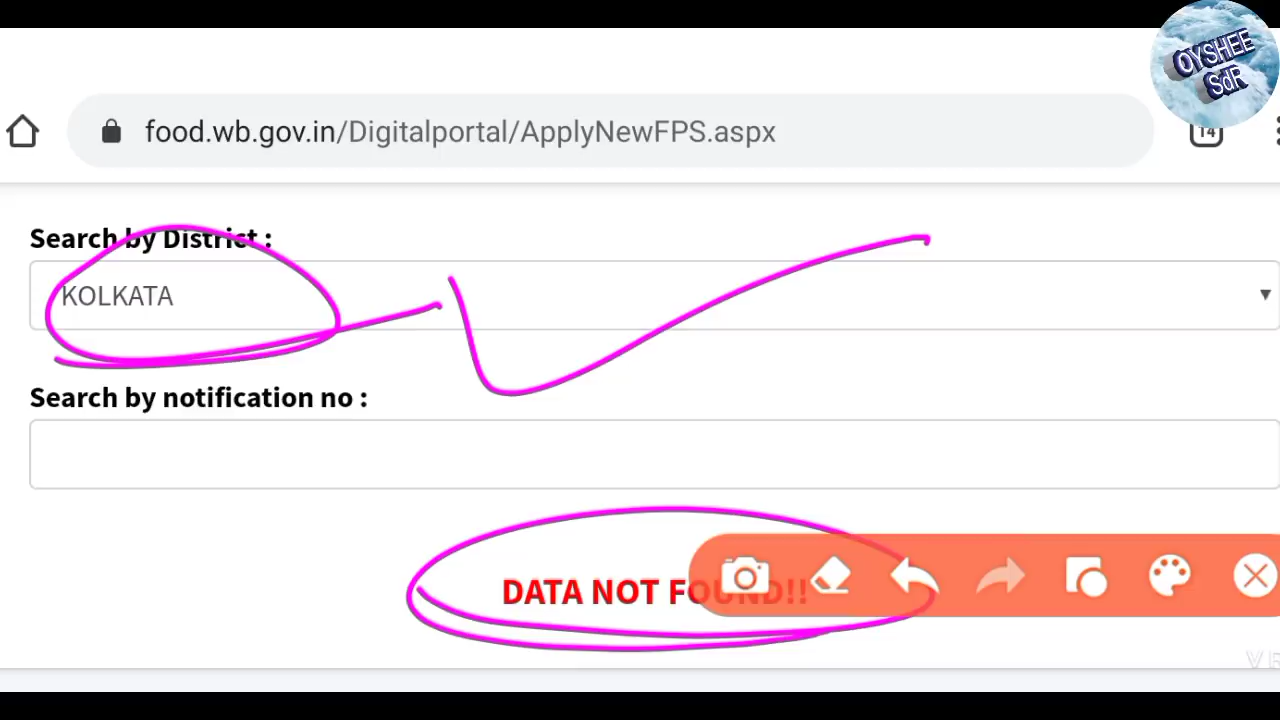 OYSHEE
SdR
food.wb.gov.in/Digitalportal/ApplyNewFPS.aspx
14
Search by District :
KOLKATA
Search by notification no :
DATA NOT FOUND!!